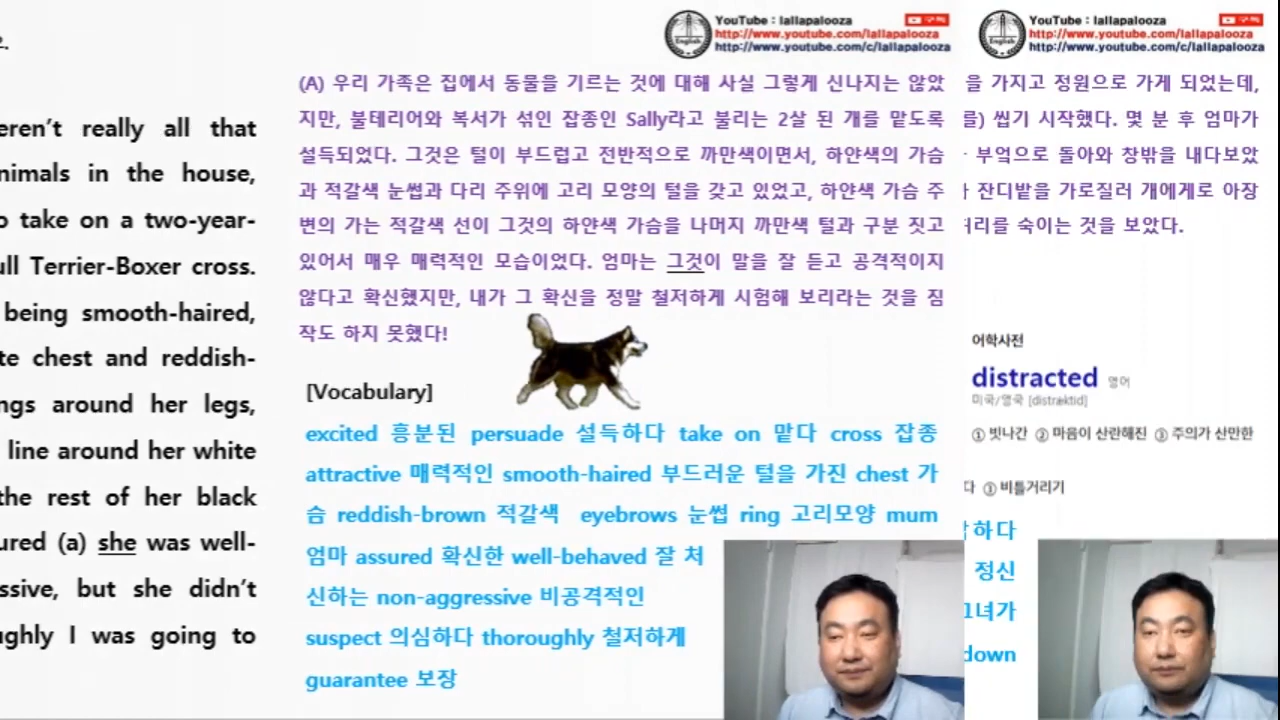 YouTube : lallapalooza
구독
http://www.youtube.com/lallapalooza
http://www.youtube.com/c/lallapalooza
English
YouTube : lallapalooza
구독
http://www.youtube.com/lallapalooza
http://www.youtube.com/c/lallapalooza
English
eren't really all that
nimals in the house,
o take on a two-year-
ull Terrier-Boxer cross.
being smooth-haired,
te chest and reddish-
ngs around her legs,
line around her white
the rest of her black
ured (a) she was well-
ssive, but she didn't
ughly I was going to
(A) 우리 가족은 집에서 동물을 기르는 것에 대해 사실 그렇게 신나지는 않았
지만, 불테리어와 복서가 섞인 잡종인 Sally라고 불리는 2살 된 개를 맡도록
설득되었다. 그것은 털이 부드럽고 전반적으로 까만색이면서, 하얀색의 가슴
과 적갈색 눈썹과 다리 주위에 고리 모양의 털을 갖고 있었고, 하얀색 가슴 주
변의 가는 적갈색 선이 그것의 하얀색 가슴을 나머지 까만색 털과 구분 짓고
있어서 매우 매력적인 모습이었다. 엄마는 그것이 말을 잘 듣고 공격적이지
않다고 확신했지만, 내가 그 확신을 정말 철저하게 시험해 보리라는 것을 짐
작도 하지 못했다!
[Vocabulary]
excited 흥분된 persuade 설득하다 take on 맡다 cross 잡종
attractive 매력적인 smooth-haired 부드러운 털을 가진 chest 가
슴 reddish-brown 적갈색 eyebrows 눈썹 ring 고리모양 mum
엄마 assured 확신한 well-behaved 잘 처
신하는 non-aggressive 비공격적인
suspect 의심하다 thoroughly 철저하게
guarantee 보장
을 가지고 정원으로 가게 되었는데,
를) 씹기 시작했다. 몇 분 후 엄마가
부엌으로 돌아와 창밖을 내다보았
잔디밭을 가로질러 개에게로 아장
머리를 숙이는 것을 보았다.
어학사전
distracted 영어
미국/영국 [distræktid]
① 빗나간 ② 마음이 산란해진 ③ 주의가 산만한
다 ③ 비틀거리기
하다
정신
그녀가
down